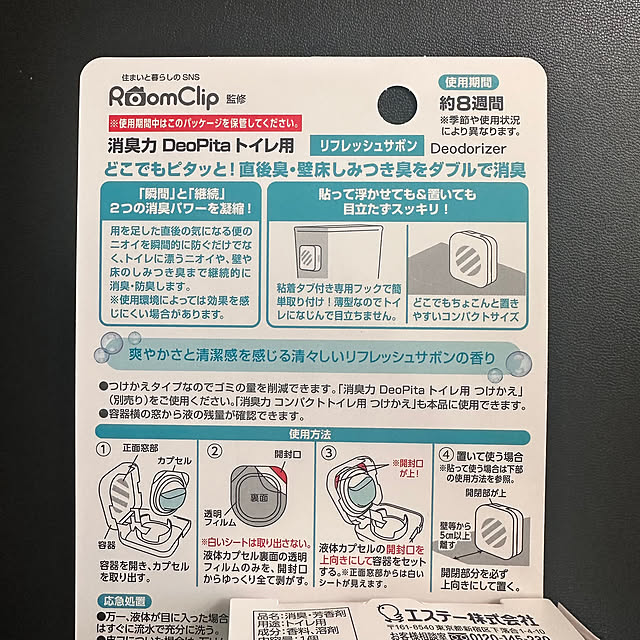 住まいと暮らしのSNS
RoomClip 監修
使用期間
約8週間
※季節や使用状況
により異なります。
※使用期間中はこのパッケージを保管してください。
消臭力 DeoPitaトイレ用 リフレッシュサボン Deodorizer
どこでもピタッと!直後臭・壁床しみつき臭をダブルで消臭
「瞬間」と「継続」
2つの消臭パワーを凝縮!
用を足した直後の気になる便の
ニオイを瞬間的に防ぐだけでな
く、トイレに漂うニオイや、壁や
床のしみつき臭まで継続的に
消臭・防臭します。
※使用環境によっては効果を感
じにくい場合があります。
貼って浮かせても&置いても
目立たずスッキリ!
粘着タブ付き専用フックで簡
単取り付け!薄型なのでトイ
レになじんで目立ちません。
どこでもちょこんと置き
やすいコンパクトサイズ
爽やかさと清潔感を感じる清々しいリフレッシュサボンの香り
●つけかえタイプなのでゴミの量を削減できます。「消臭力 DeoPita トイレ用 つけかえ」
(別売り)をご使用ください。「消臭力 コンパクトトイレ用 つけかえ」も本品に使用できます。
●容器横の窓から液の残量が確認できます。
使用方法
① 正面窓部
カプセル
容器
容器を開き、カプセル
を取り出す。
② 開封口
裏面
透明
フィルム
※白いシートは取り出さない。
液体カプセル裏面の透明
フィルムのみを、開封口
からゆっくり全て剥がす。
③ ※開封口
が上!
液体カプセルの開封口を
上向きにして容器をセット
する。※正面窓部からは白い
シートが見えます。
④ 置いて使う場合
※貼って使う場合は下部
の使用方法を参照。
開閉部が上
壁等から
5cm以上
離す
開閉部分を必ず
上向きにして置く。
応急処置
●万一、液体が目に入った場合
はすぐに流水で充分に洗う。
品名:消臭・芳香剤
用途:トイレ用
成分:香料、溶剤
内容量:1個
エステー株式会社
〒161-8540 東京都新宿区下落合1-4-10